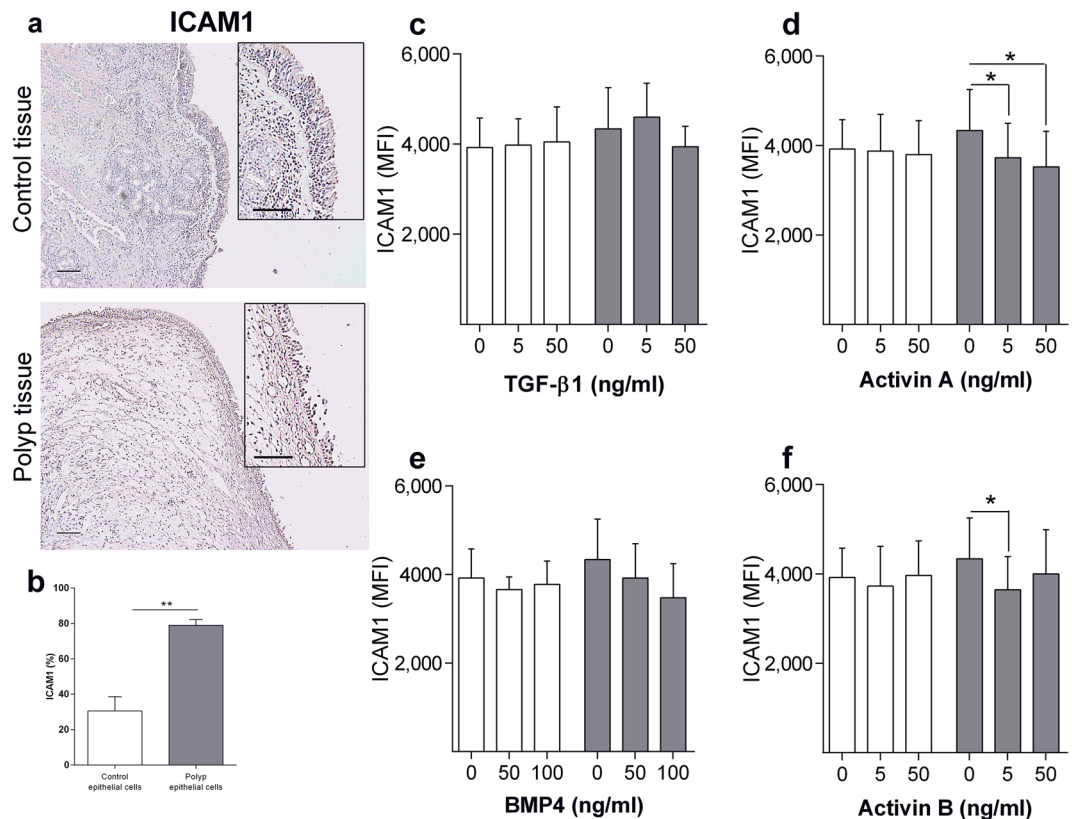 a
ICAM1
Control tissue
Polyp tissue
b
100
80
60
40
20
0
ICAM1 (%)
**
Control
epithelial cells
Polyp
epithelial cells
c
6,000
4,000
2,000
ICAM1 (MFI)
0 5 50 0 5 50
TGF-β1 (ng/ml)
d
6,000
4,000
2,000
ICAM1 (MFI)
*
*
0 5 50 0 5 50
Activin A (ng/ml)
e
6,000
4,000
2,000
ICAM1 (MFI)
0 50 100 0 50 100
BMP4 (ng/ml)
f
6,000
4,000
2,000
ICAM1 (MFI)
*
0 5 50 0 5 50
Activin B (ng/ml)